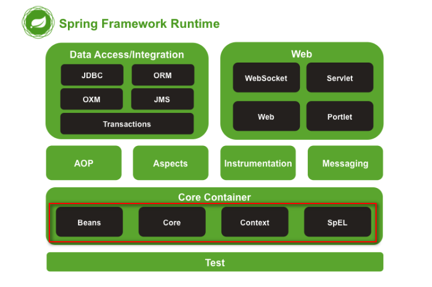 Spring Framework Runtime
Data Access/Integration
JDBC
ORM
OXM
JMS
Transactions
Web
WebSocket
Servlet
Web
Portlet
AOP
Aspects
Instrumentation
Messaging
Core Container
Beans
Core
Context
SpEL
Test